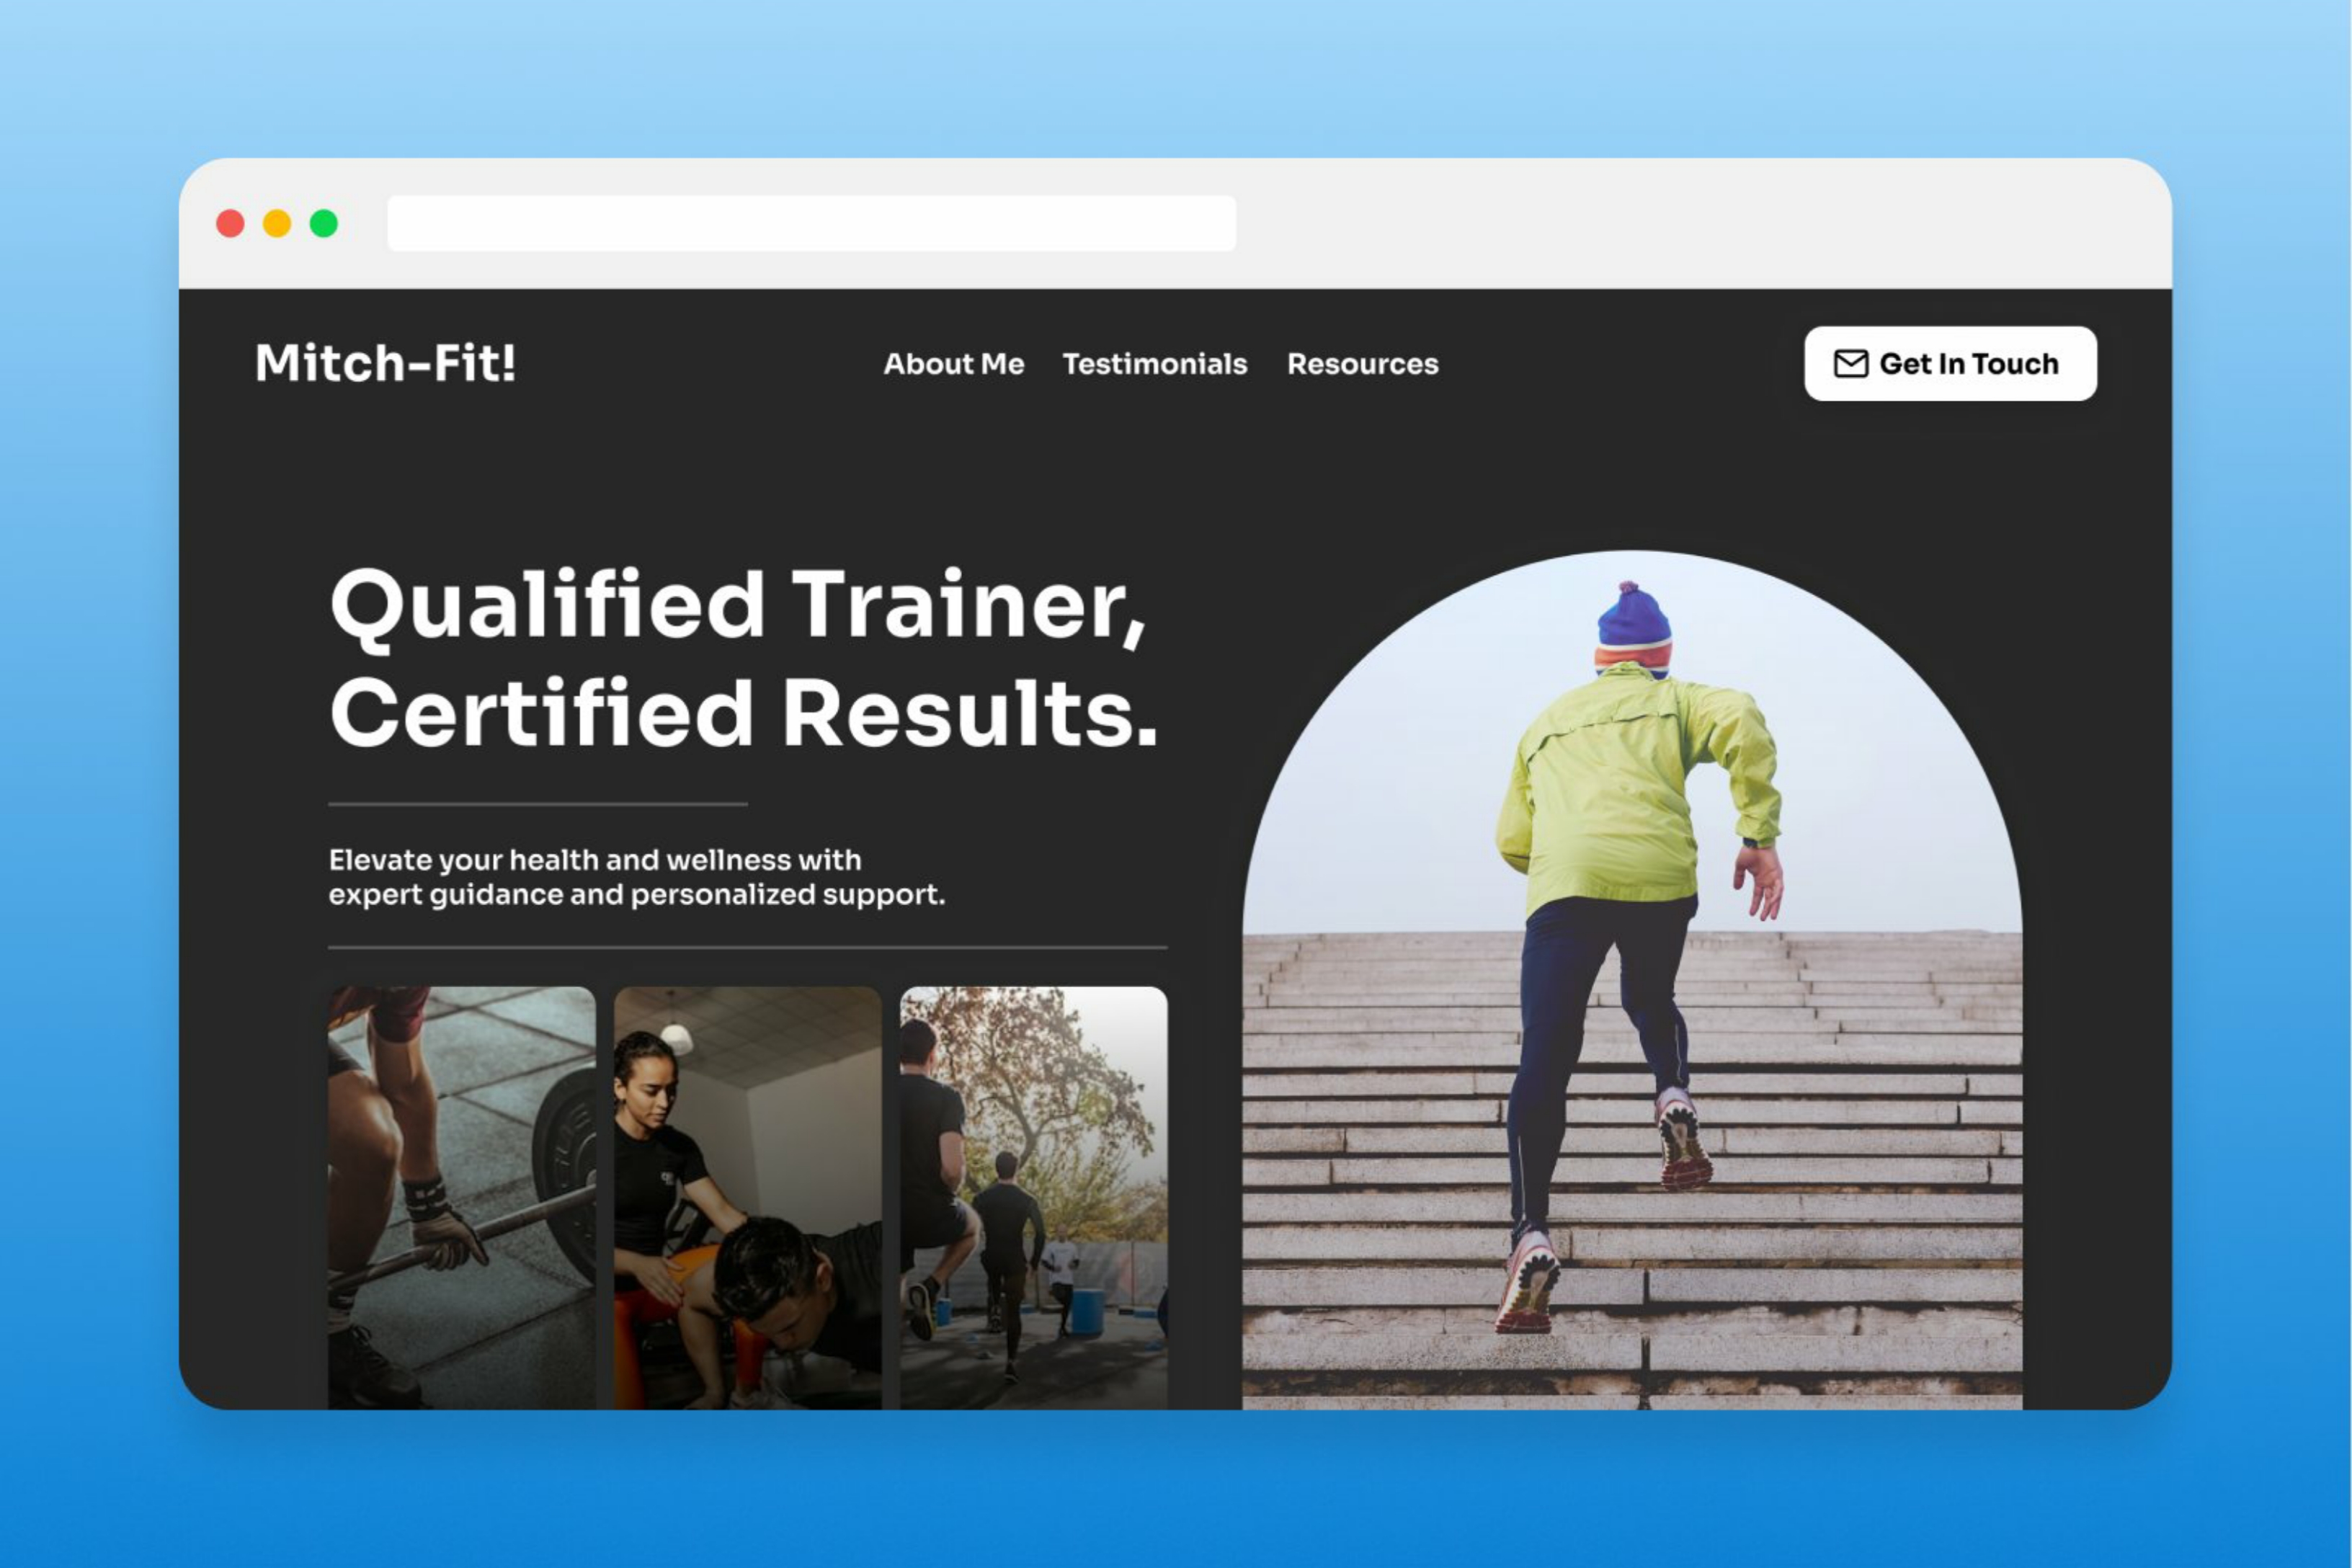 Mitch-Fit!
About Me
Testimonials
Resources
Get In Touch
Qualified Trainer,
Certified Results.
Elevate your health and wellness with
expert guidance and personalized support.